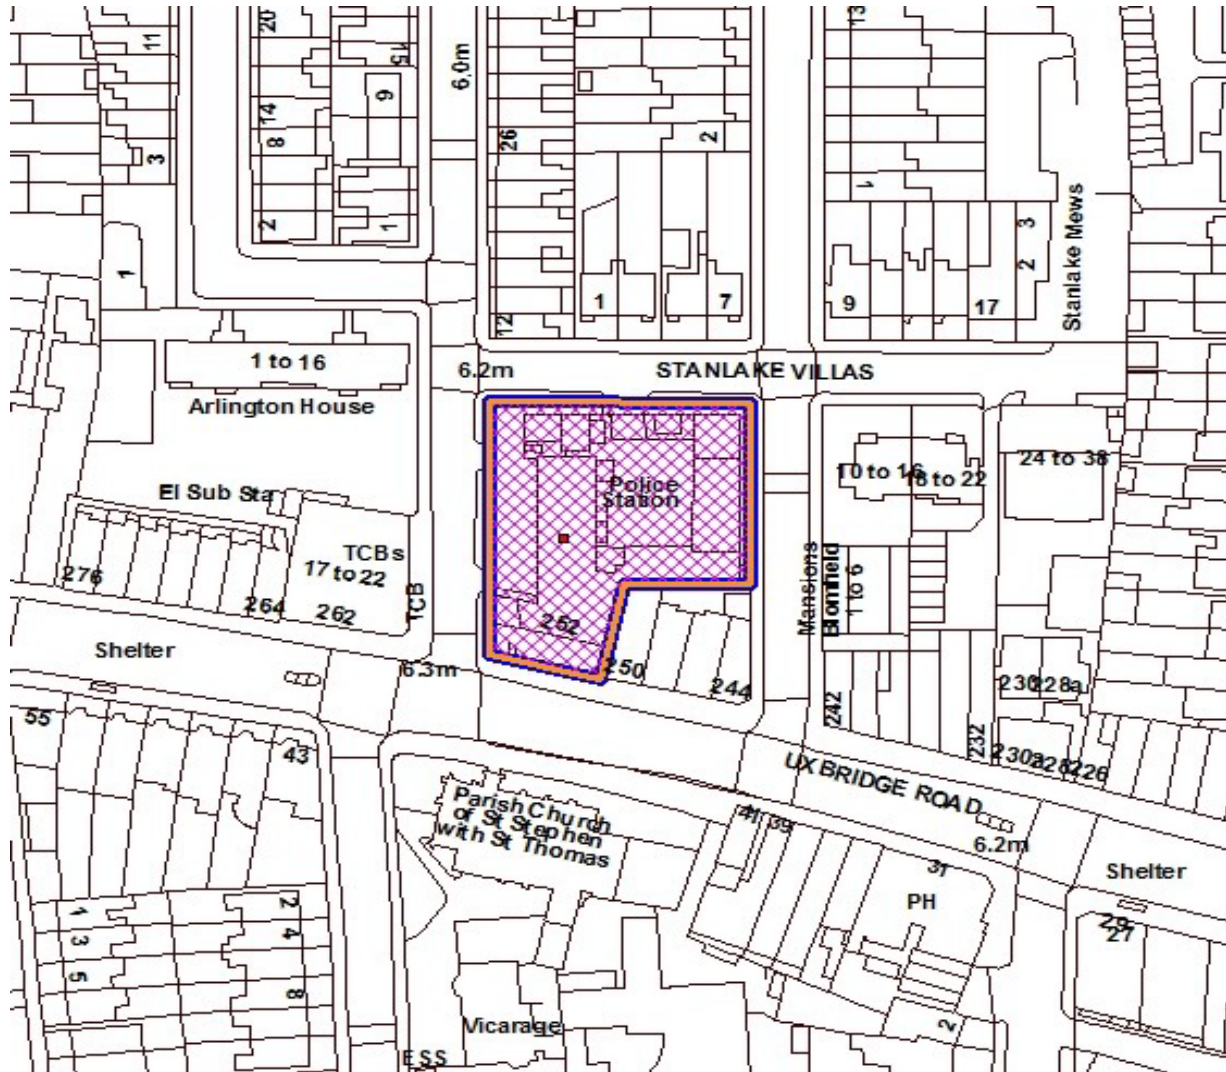 20
13
11
15
6.0m
9
14
26
2
8
3
1
2
1
3
1
2
Stanlake Mews
1
7
9
17
12
1 to 16
6.2m
STANLAKE VILLAS
Arlington House
10 to 16
18 to 22
24 to 38
Police
Station
El Sub Sta
TCBs
17 to 22
TCB
Mansions
Blomfield
1 to 6
276
264
262
252
Shelter
6.3m
250
244
230
228a
242
232
55
43
230a
228
226
UXBRIDGE ROAD
Parish Church
of St Stephen
with St Thomas
41
39
6.2m
31
Shelter
PH
29
27
1
2
3
4
5
8
Vicarage
2
ESS